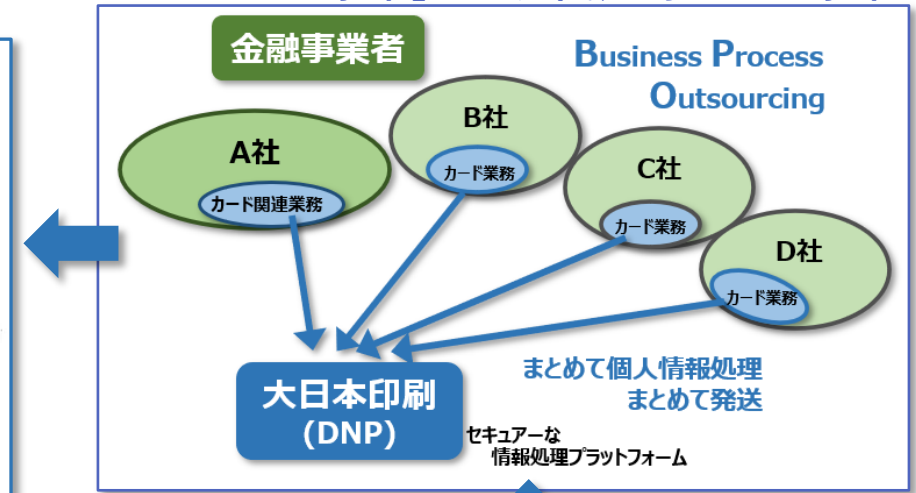 金融事業者
Business Process
Outsourcing
A社
カード関連業務
B社
カード業務
C社
カード業務
D社
カード業務
まとめて個人情報処理
まとめて発送
大日本印刷
(DNP)
セキュアーな
情報処理プラットフォーム